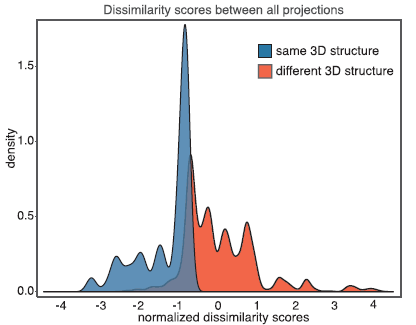 Dissimilarity scores between all projections
same 3D structure
different 3D structure
density
1.5
1.0
0.5
0.0
-4 -3 -2 -1 0 1 2 3 4
normalized dissimilarity scores